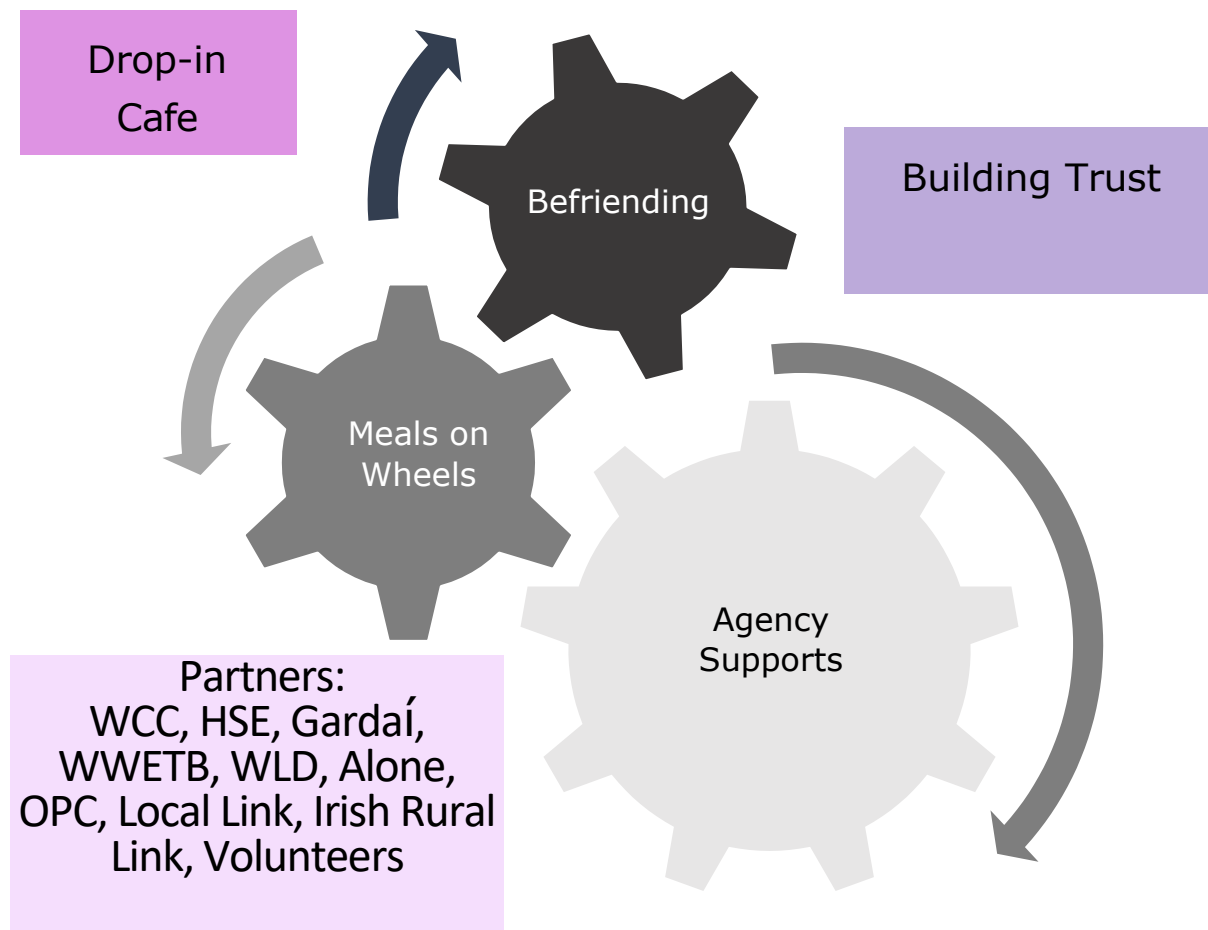 Drop-in
Cafe
Befriending
Building Trust
Meals on
Wheels
Agency
Supports
Partners:
WCC, HSE, Gardaí,
WWETB, WLD, Alone,
OPC, Local Link, Irish Rural
Link, Volunteers